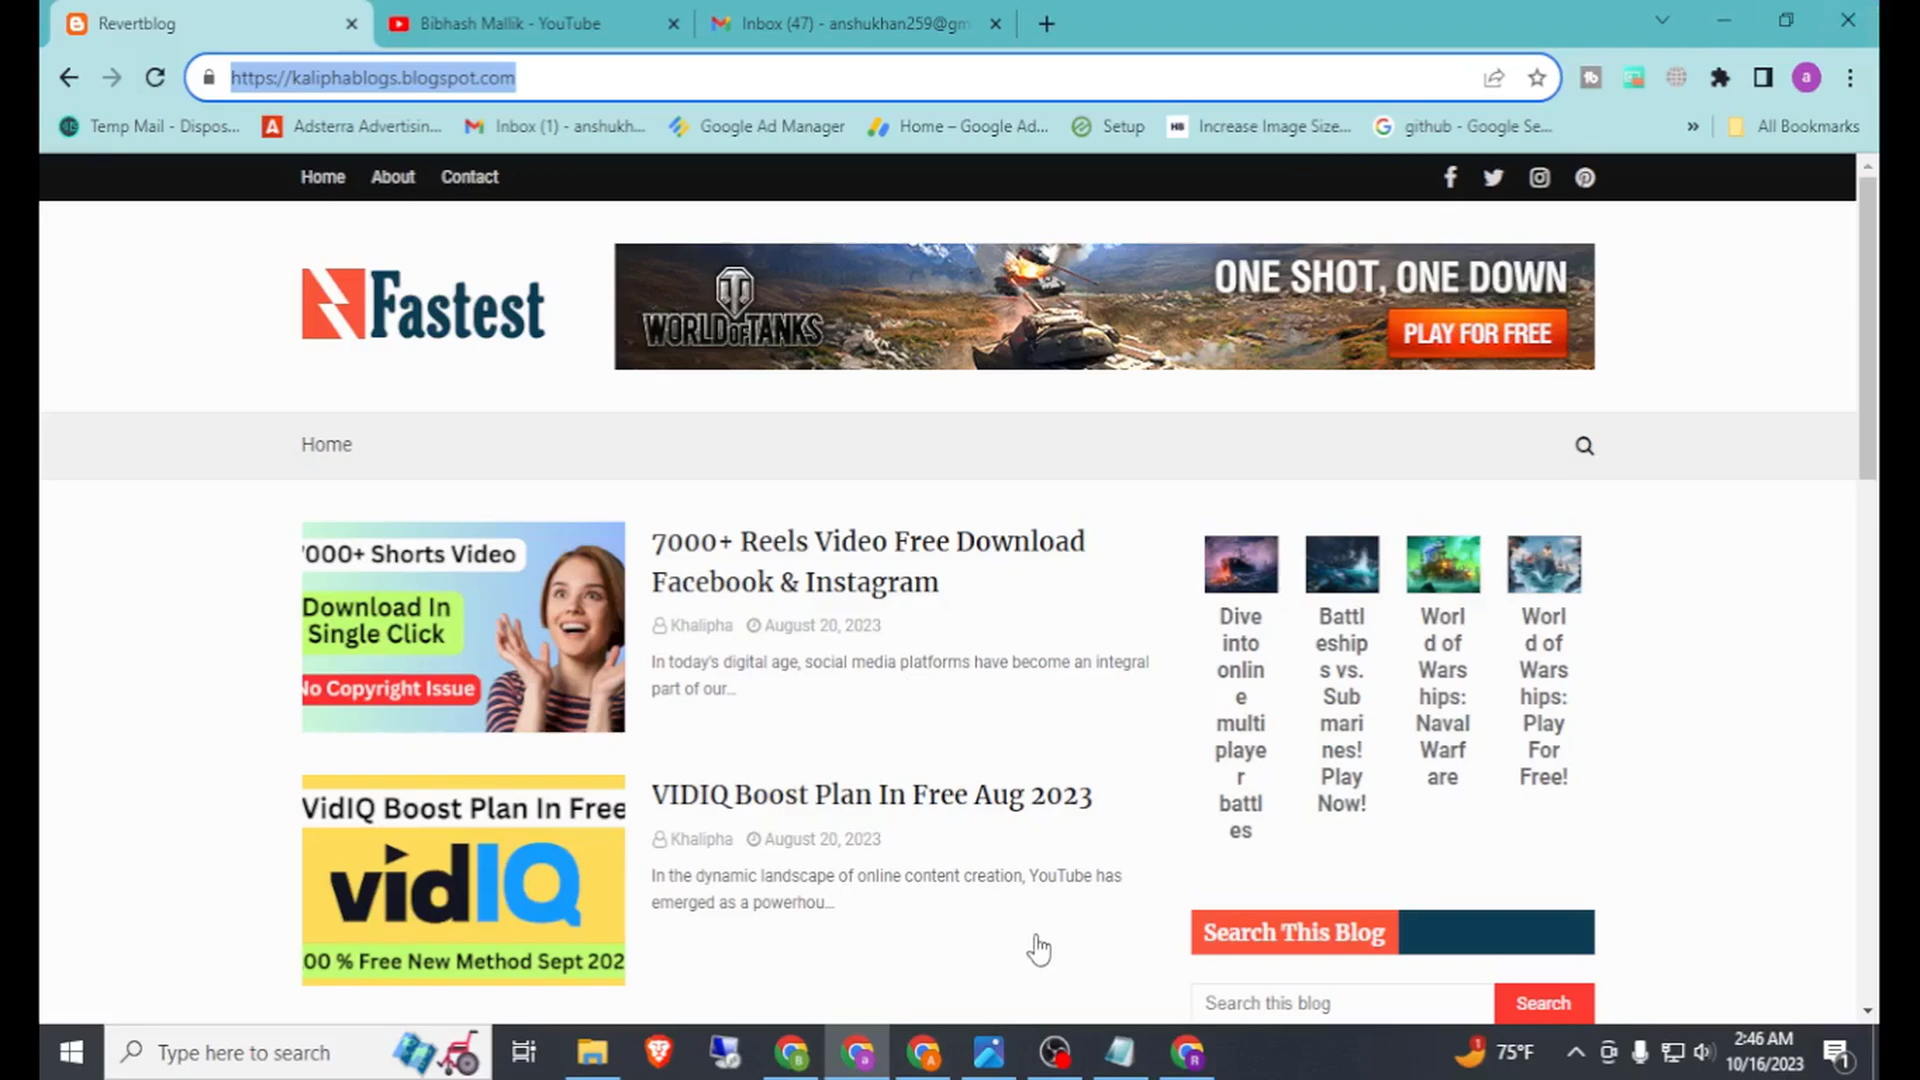 Revertblog
Bibhash Mallik - YouTube
Inbox (47) - anshukhan259@gm
https://kaliphablogs.blogspot.com
a
Temp Mail - Dispos...
Adsterra Advertisin...
Inbox (1) - anshukh...
Google Ad Manager
Home – Google Ad...
Setup
Increase Image Size...
github - Google Se...
»
All Bookmarks
Home
About
Contact
Fastest
WORLD OF TANKS
ONE SHOT, ONE DOWN
PLAY FOR FREE
Home
'000+ Shorts Video
Download In
Single Click
No Copyright Issue
7000+ Reels Video Free Download
Facebook & Instagram
Khalipha
August 20, 2023
In today's digital age, social media platforms have become an integral
part of our...
VidIQ Boost Plan In Free
vidIQ
00 % Free New Method Sept 202
VIDIQ Boost Plan In Free Aug 2023
Khalipha
August 20, 2023
In the dynamic landscape of online content creation, YouTube has
emerged as a powerhou...
Dive
into
onlin
e
multi
playe
r
battl
es
Battl
eship
s vs.
Sub
mari
nes!
Play
Now!
Worl
d of
Wars
hips:
Naval
Warf
are
Worl
d of
Wars
hips:
Play
For
Free!
Search This Blog
Search this blog
Search
Type here to search
75°F
2:46 AM
10/16/2023
1